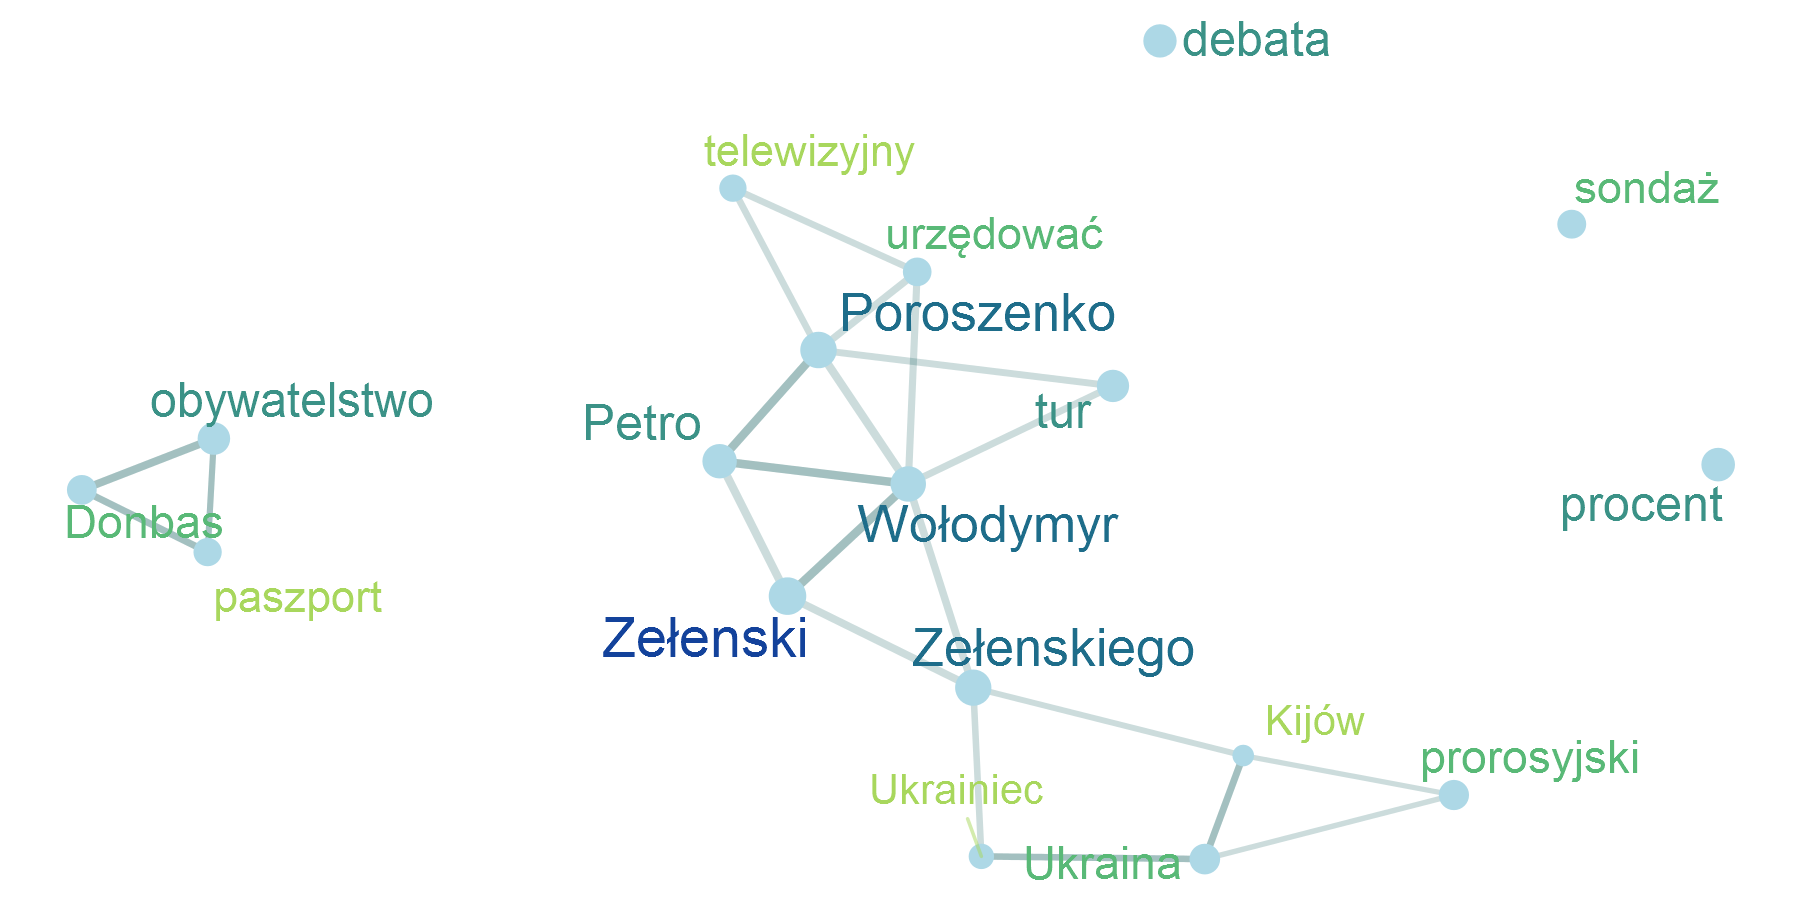 debata
telewizyjny
sondaż
urzędować
Poroszenko
obywatelstwo
Petro
tur
procent
Donbas
Wołodymyr
paszport
Zełenski
Zełenskiego
Kijów
prorosyjski
Ukrainiec
Ukraina